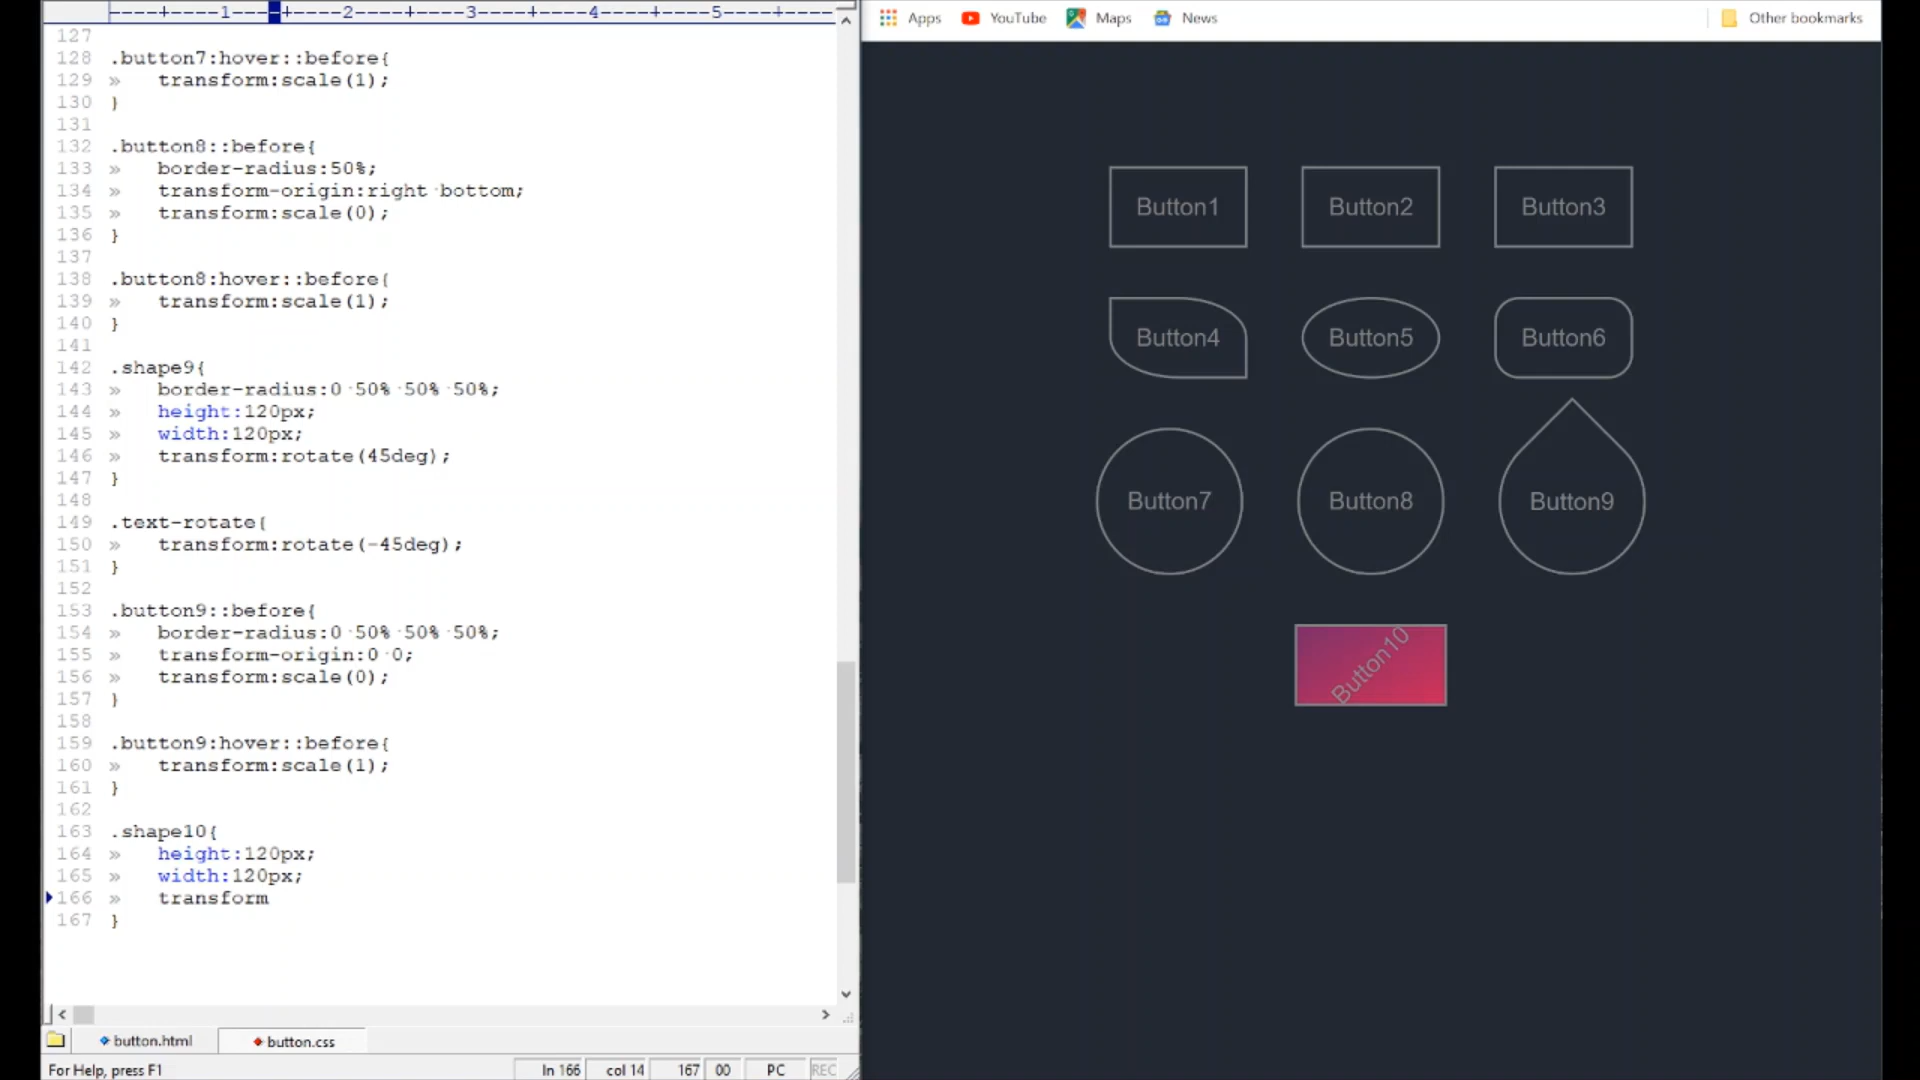 |----+----1----+----2----+----3----+----4----+----5----+----
127
128 .button7:hover::before{
129 » transform:scale(1);
130 }
131
132 .button8::before{
133 » border-radius:50%;
134 » transform-origin:right·bottom;
135 » transform:scale(0);
136 }
137
138 .button8:hover::before{
139 » transform:scale(1);
140 }
141
142 .shape9{
143 » border-radius:0·50%·50%·50%;
144 » height:120px;
145 » width:120px;
146 » transform:rotate(45deg);
147 }
148
149 .text-rotate{
150 » transform:rotate(-45deg);
151 }
152
153 .button9::before{
154 » border-radius:0·50%·50%·50%;
155 » transform-origin:0·0;
156 » transform:scale(0);
157 }
158
159 .button9:hover::before{
160 » transform:scale(1);
161 }
162
163 .shape10{
164 » height:120px;
165 » width:120px;
166 » transform
167 }
button.html button.css
For Help, press F1 ln 166 col 14 167 00 PC REC
Apps YouTube Maps News Other bookmarks
Button1 Button2 Button3
Button4 Button5 Button6
Button7 Button8 Button9
Button10